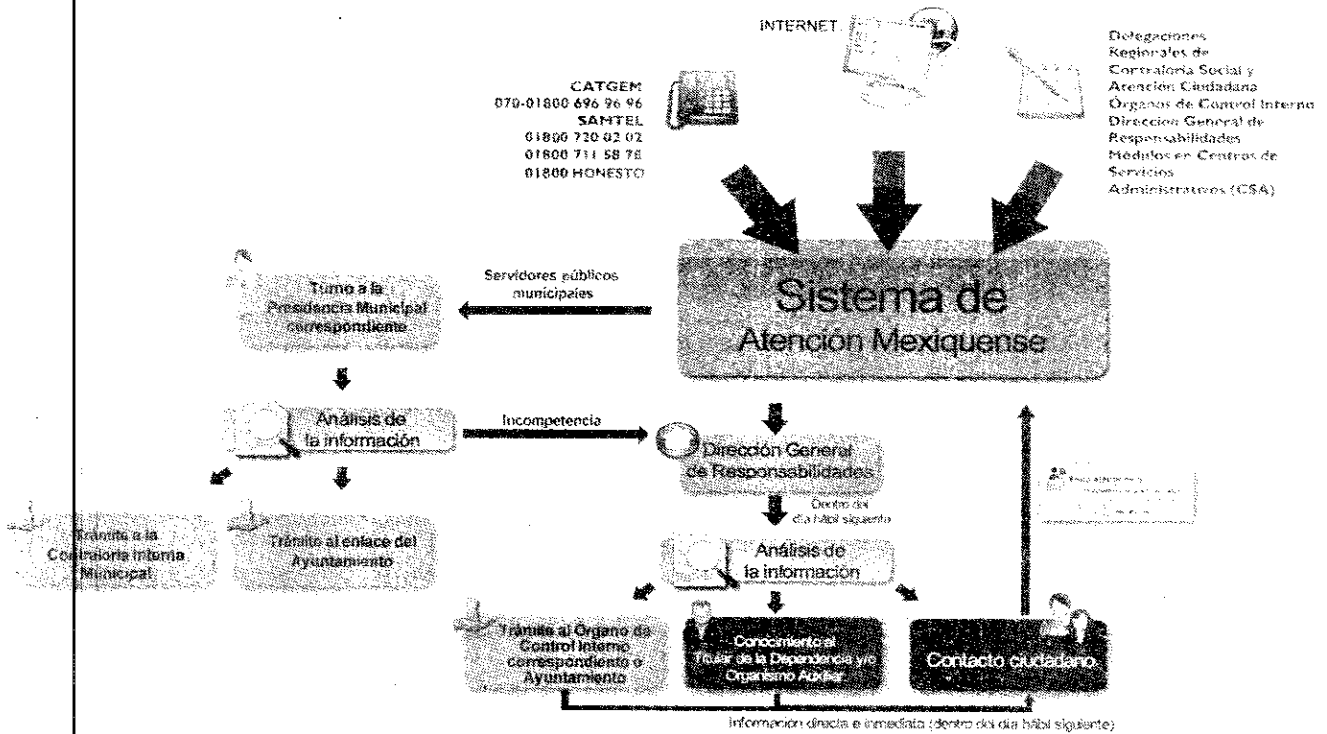 INTERNET
CATGEM
070-01800 696 96 96
SAMTEL
01800 720 02 02
01800 711 58 78
01800 HONESTO
Delegaciones
Regionales de
Contraloría Social y
Atención Ciudadana
Órganos de Control Interno
Dirección General de
Responsabilidades
Módulos en Centros de
Servicios
Administrativos (CSA)
Sistema de
Atención Mexiquense
Servidores públicos
municipales
Turno a la
Presidencia Municipal
correspondiente
Análisis de
la información
Incompetencia
Dirección General
de Responsabilidades
Dentro del
día hábil siguiente
Trámite a la
Contraloría Interna
Municipal
Trámite al enlace del
Ayuntamiento
Análisis de
la información
Trámite al Órgano de
Control Interno
correspondiente o
Ayuntamiento
Conocimiento al
Titular de la Dependencia y/o
Organismo Auxiliar
Contacto ciudadano
Información directa e inmediata (dentro del día hábil siguiente)